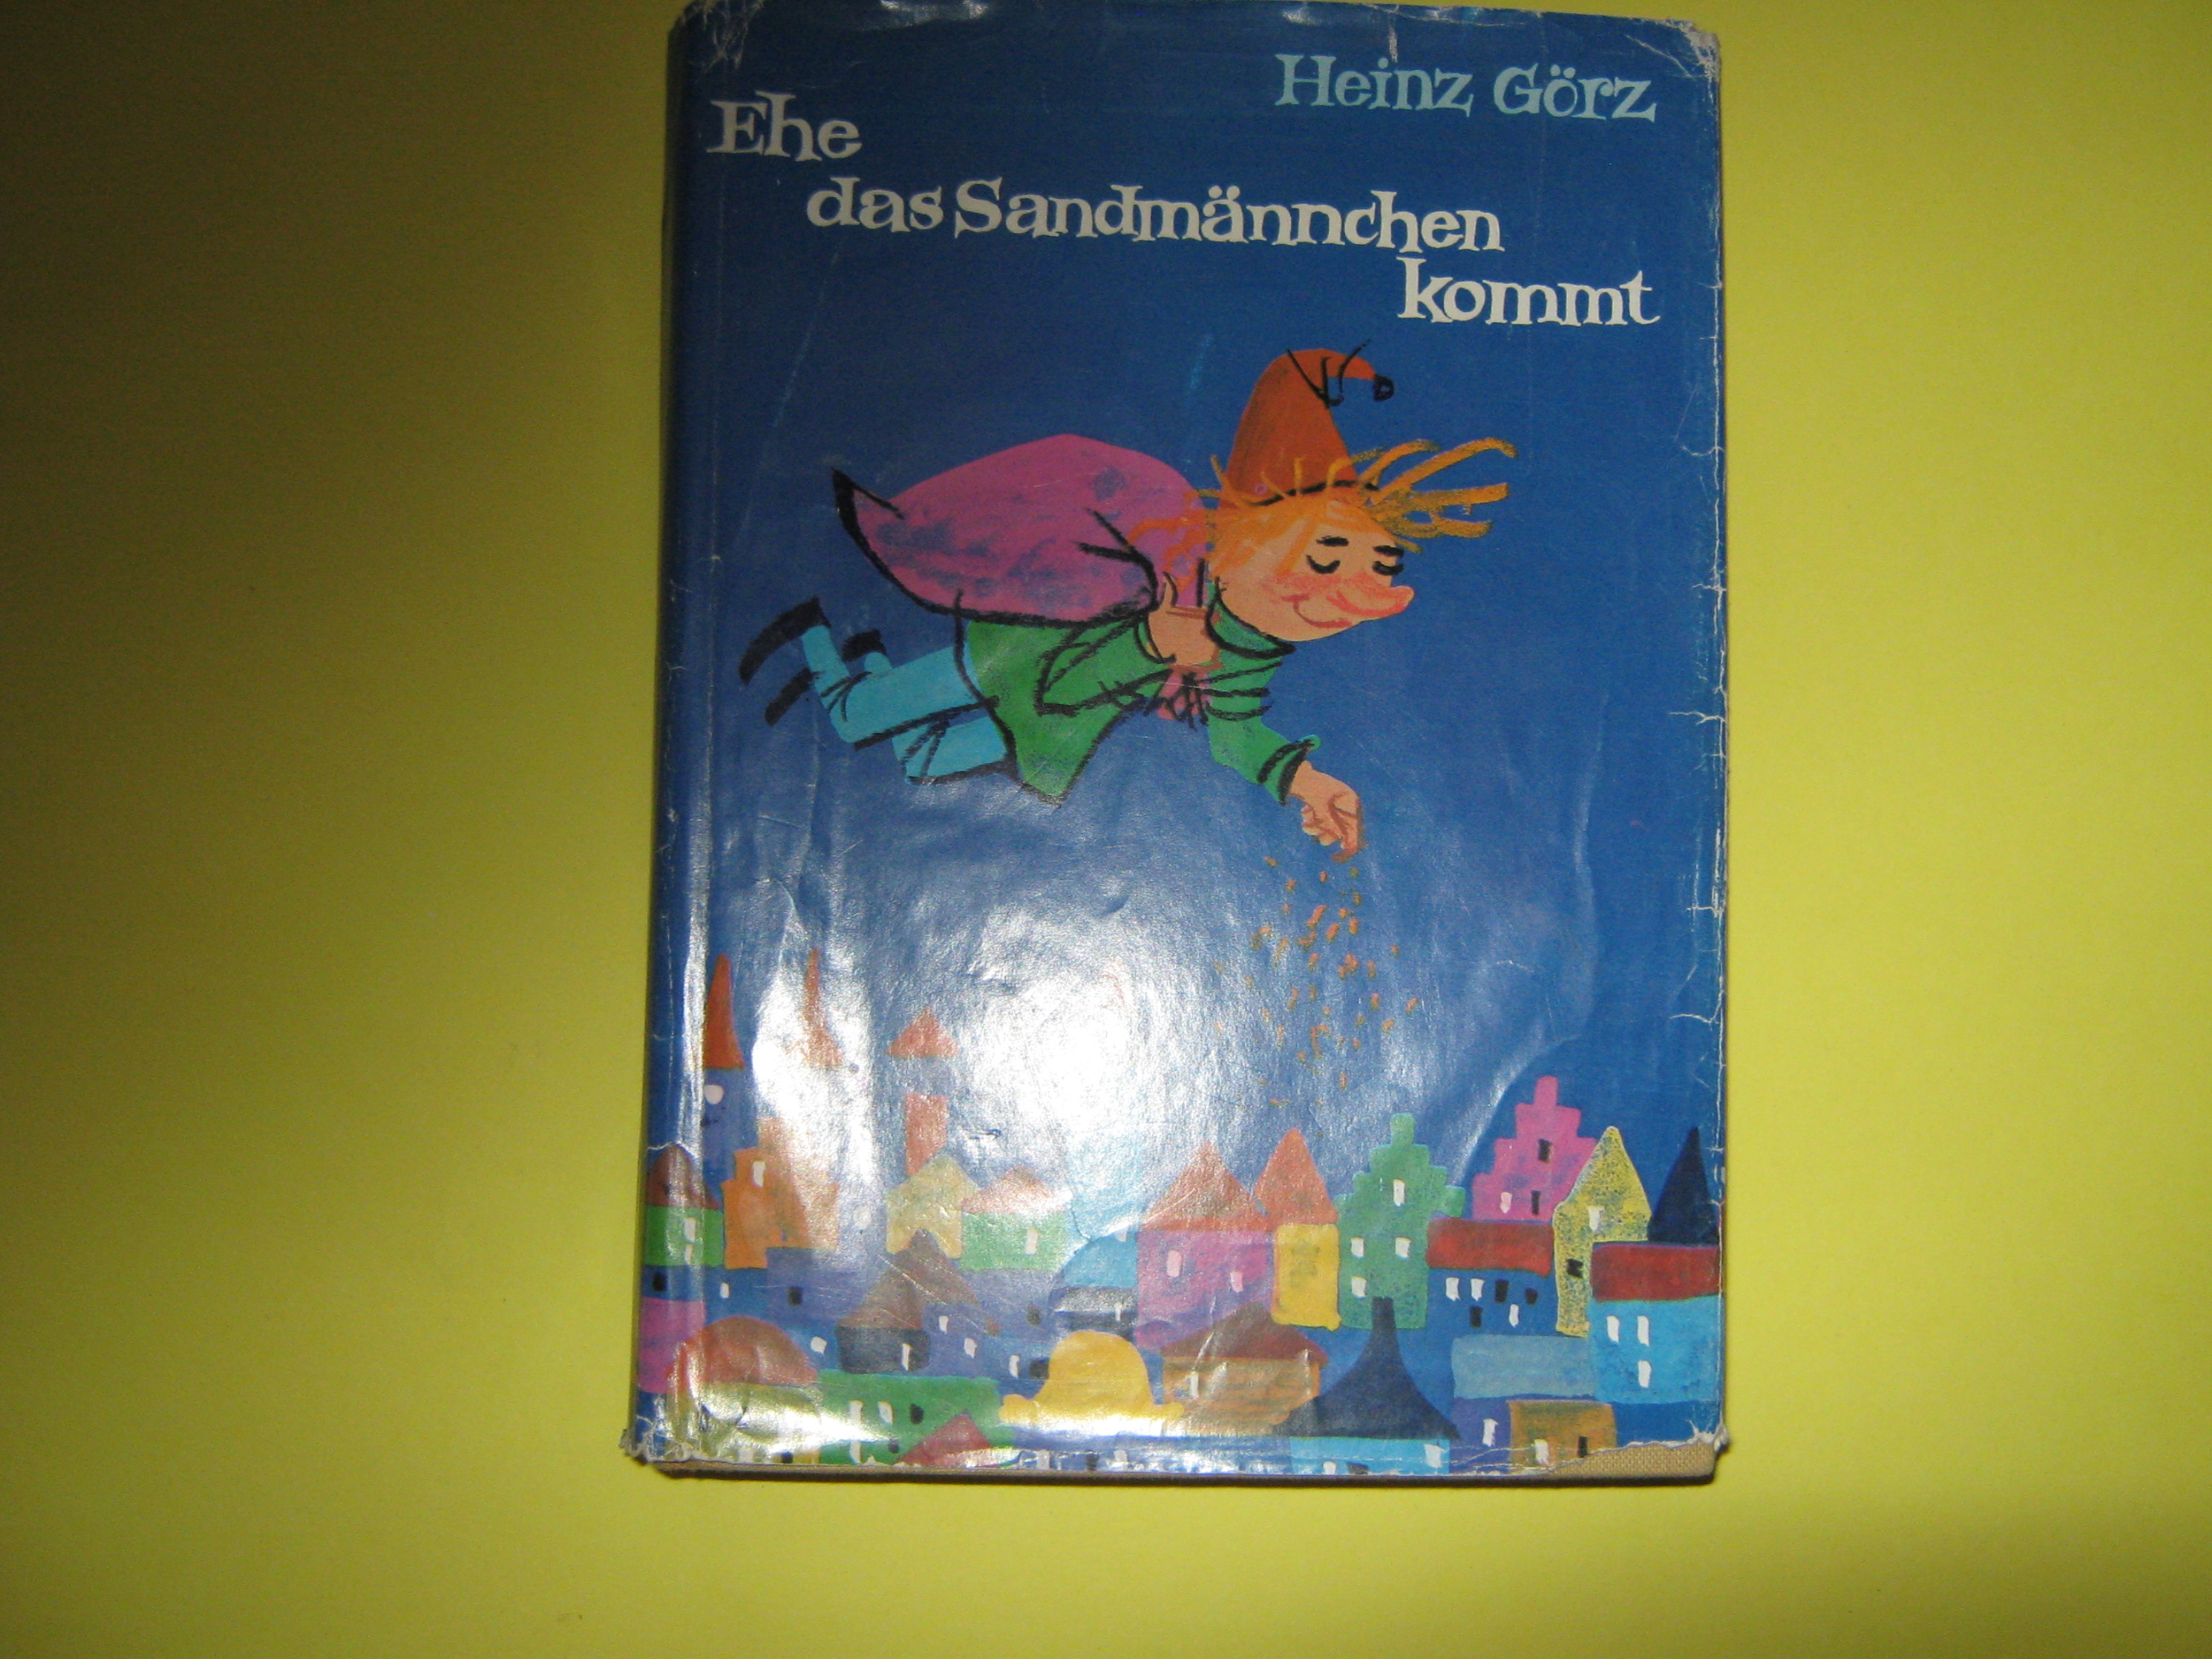 Heinz Görz
Ehe
das Sandmännchen
kommt